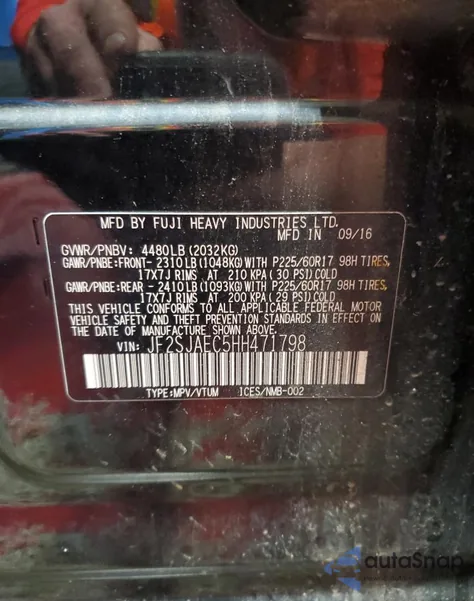 MFD BY FUJI HEAVY INDUSTRIES LTD.
MFD IN 09/16
GVWR/PNBV: 4480LB(2032KG)
GAWR/PNBE:FRONT-2310LB(1048KG)WITH P225/60R17 98H TIRES,
17X7J RIMS AT 210 KPA(30 PSI)COLD
GAWR/PNBE:REAR -2410LB(1093KG)WITH P225/60R17 98H TIRES,
17X7J RIMS AT 200 KPA(29 PSI)COLD
THIS VEHICLE CONFORMS TO ALL APPLICABLE FEDERAL MOTOR
VEHICLE SAFETY AND THEFT PREVENTION STANDARDS IN EFFECT ON
THE DATE OF MANUFACTURE SHOWN ABOVE.
VIN: JF2SJAEC5HH471798
TYPE:MPV/VTUM ICES/NMB-002
autoSnap